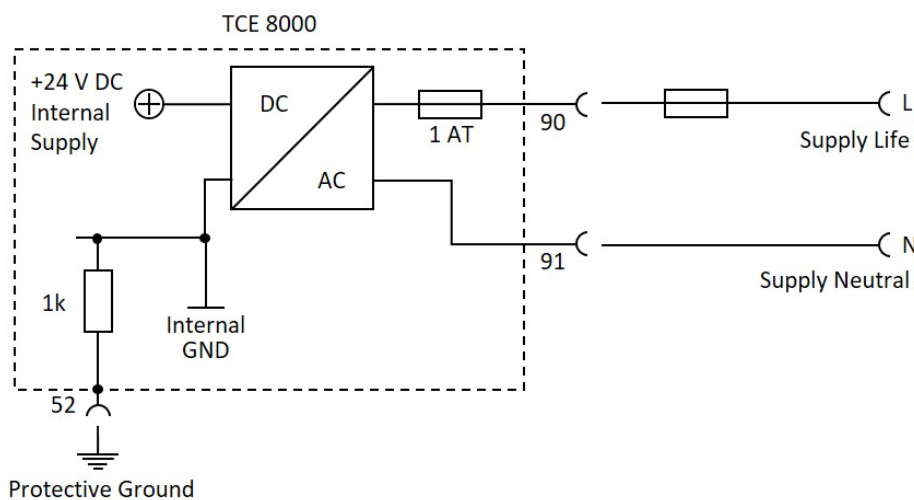 TCE 8000
+24 V DC
Internal
Supply
DC
AC
1 AT
90
L
Supply Life
91
N
Supply Neutral
1k
Internal
GND
52
Protective Ground